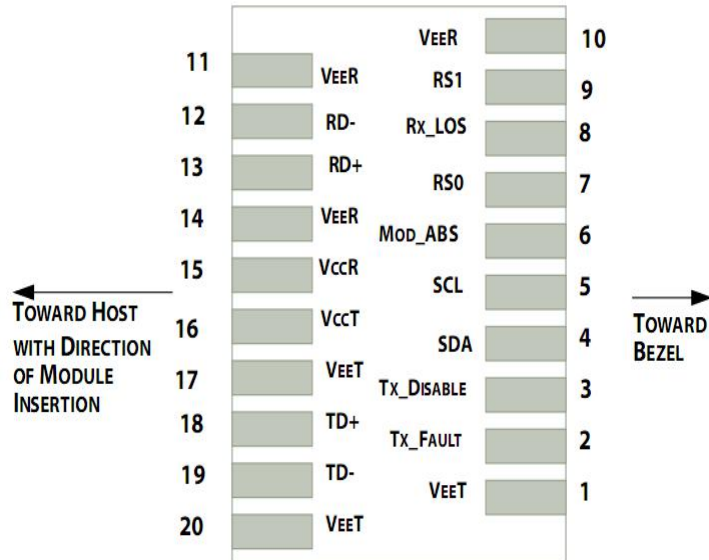 11 VEER
12 RD-
13 RD+
14 VEER
15 VCCR
16 VCCT
17 VEET
18 TD+
19 TD-
20 VEET
VEER 10
RS1 9
RX_LOS 8
RS0 7
MOD_ABS 6
SCL 5
SDA 4
TX_DISABLE 3
TX_FAULT 2
VEET 1
TOWARD HOST
WITH DIRECTION
OF MODULE
INSERTION
TOWARD
BEZEL